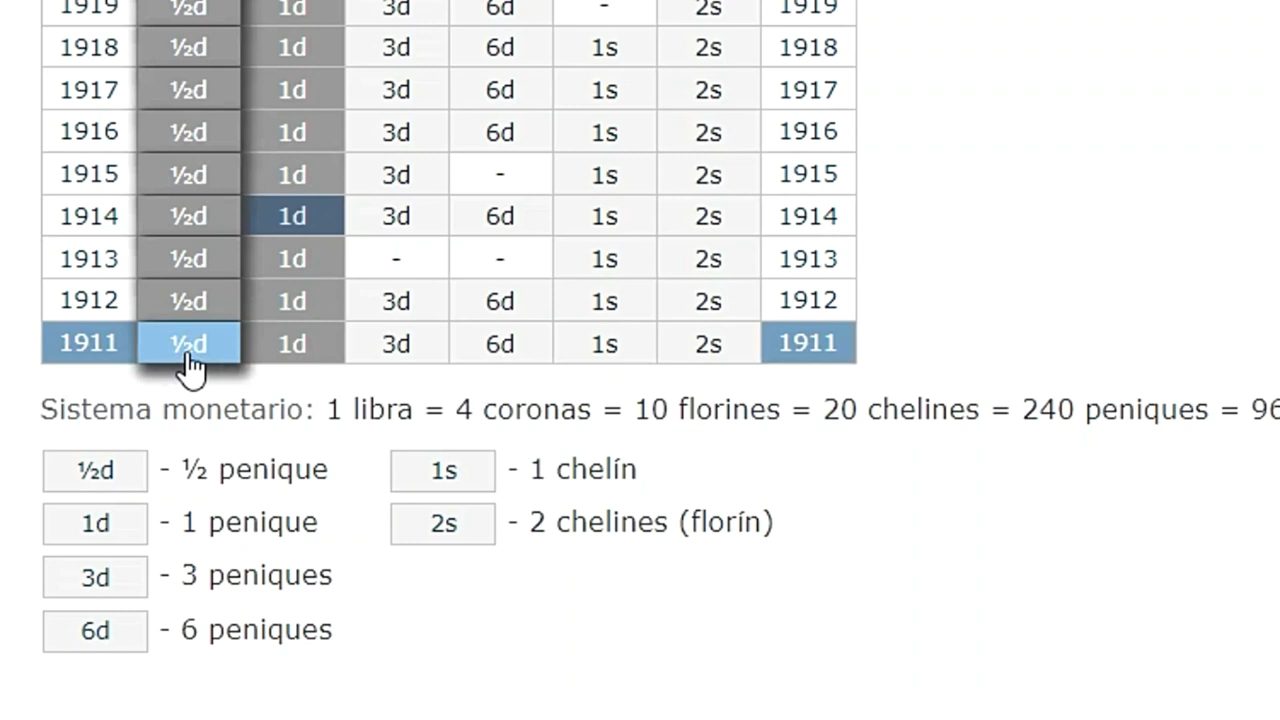 1919 ½d 1d 3d 6d - 2s 1919
1918 ½d 1d 3d 6d 1s 2s 1918
1917 ½d 1d 3d 6d 1s 2s 1917
1916 ½d 1d 3d 6d 1s 2s 1916
1915 ½d 1d 3d - 1s 2s 1915
1914 ½d 1d 3d 6d 1s 2s 1914
1913 ½d 1d - - 1s 2s 1913
1912 ½d 1d 3d 6d 1s 2s 1912
1911 ½d 1d 3d 6d 1s 2s 1911
Sistema monetario: 1 libra = 4 coronas = 10 florines = 20 chelines = 240 peniques = 96
½d - ½ penique 1s - 1 chelín
1d - 1 penique 2s - 2 chelines (florín)
3d - 3 peniques
6d - 6 peniques